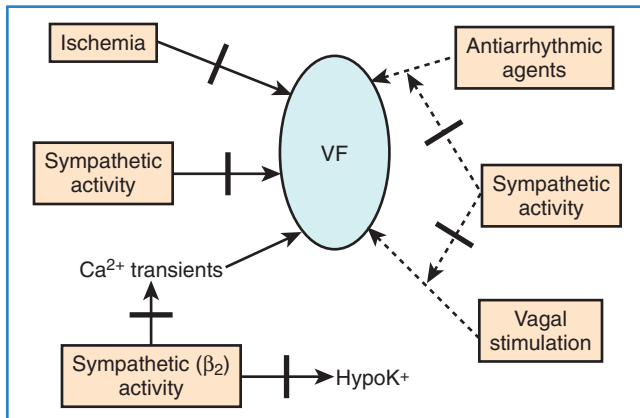 Ischemia
Antiarrhythmic
agents
VF
Sympathetic
activity
Sympathetic
activity
Ca²⁺ transients
Vagal
stimulation
Sympathetic (β₂)
activity
HypoK⁺